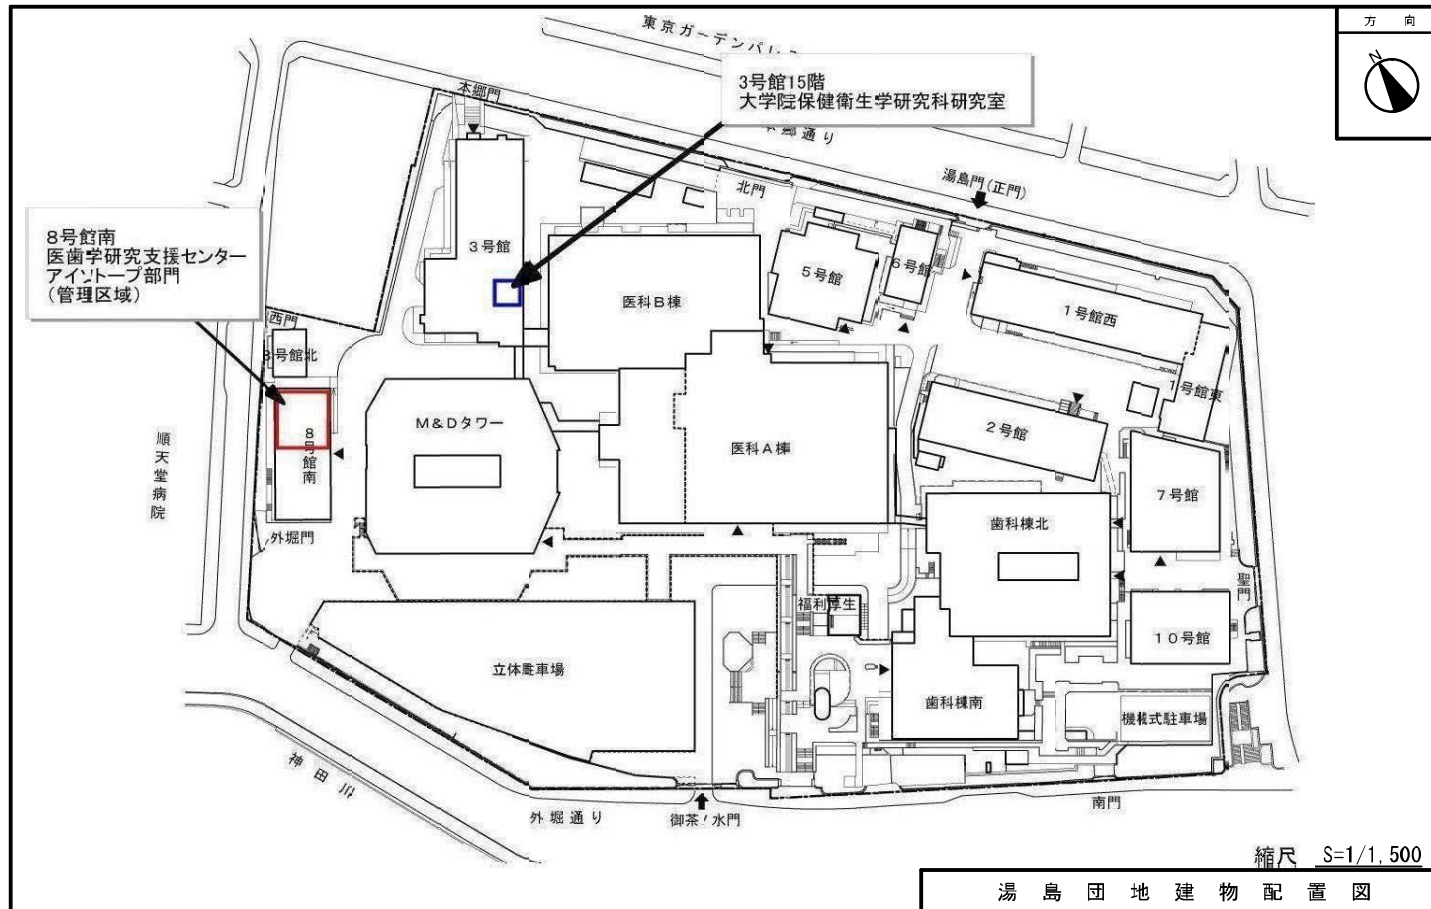 方 向
N
東京ガーデンパレス
3号館15階
大学院保健衛生学研究科研究室
本郷門
本郷通り
湯島門(正門)
北門
8号館南
医歯学研究支援センター
アイソトープ部門
(管理区域)
3号館
5号館
6号館
医科B棟
1号館西
西門
8号館北
1号館東
M&Dタワー
2号館
8号館南
医科A棟
順天堂病院
7号館
歯科棟北
外堀門
聖門
福利厚生
10号館
立体駐車場
歯科棟南
機械式駐車場
神田川
外堀通り
御茶ノ水門
南門
縮尺 S=1/1,500
湯島団地建物配置図